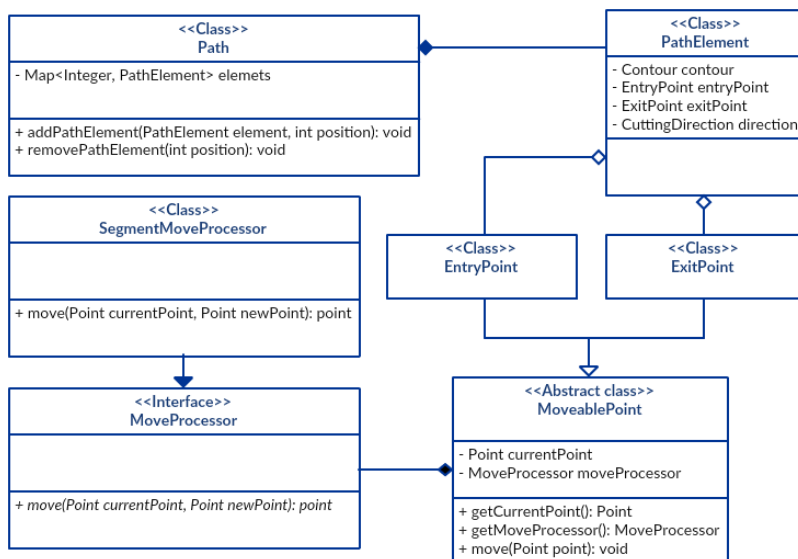 <<Class>>
Path
- Map<Integer, PathElement> elemets
+ addPathElement(PathElement element, int position): void
+ removePathElement(int position): void
<<Class>>
PathElement
- Contour contour
- EntryPoint entryPoint
- ExitPoint exitPoint
- CuttingDirection direction
<<Class>>
SegmentMoveProcessor
+ move(Point currentPoint, Point newPoint): point
<<Class>>
EntryPoint
<<Class>>
ExitPoint
<<Interface>>
MoveProcessor
+ move(Point currentPoint, Point newPoint): point
<<Abstract class>>
MoveablePoint
- Point currentPoint
- MoveProcessor moveProcessor
+ getCurrentPoint(): Point
+ getMoveProcessor(): MoveProcessor
+ move(Point point): void